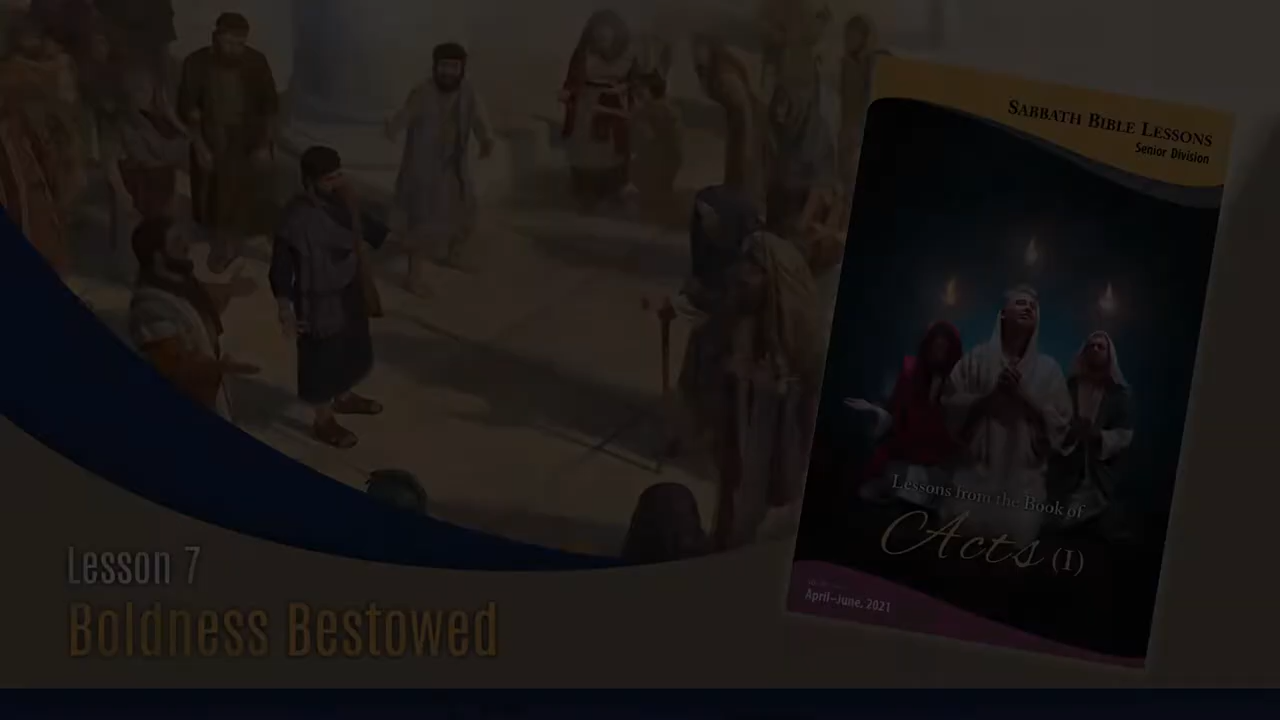 SABBATH BIBLE LESSONS
Senior Division
Lessons from the Book of
Acts (I)
April–June, 2021
Lesson 7
Boldness Bestowed